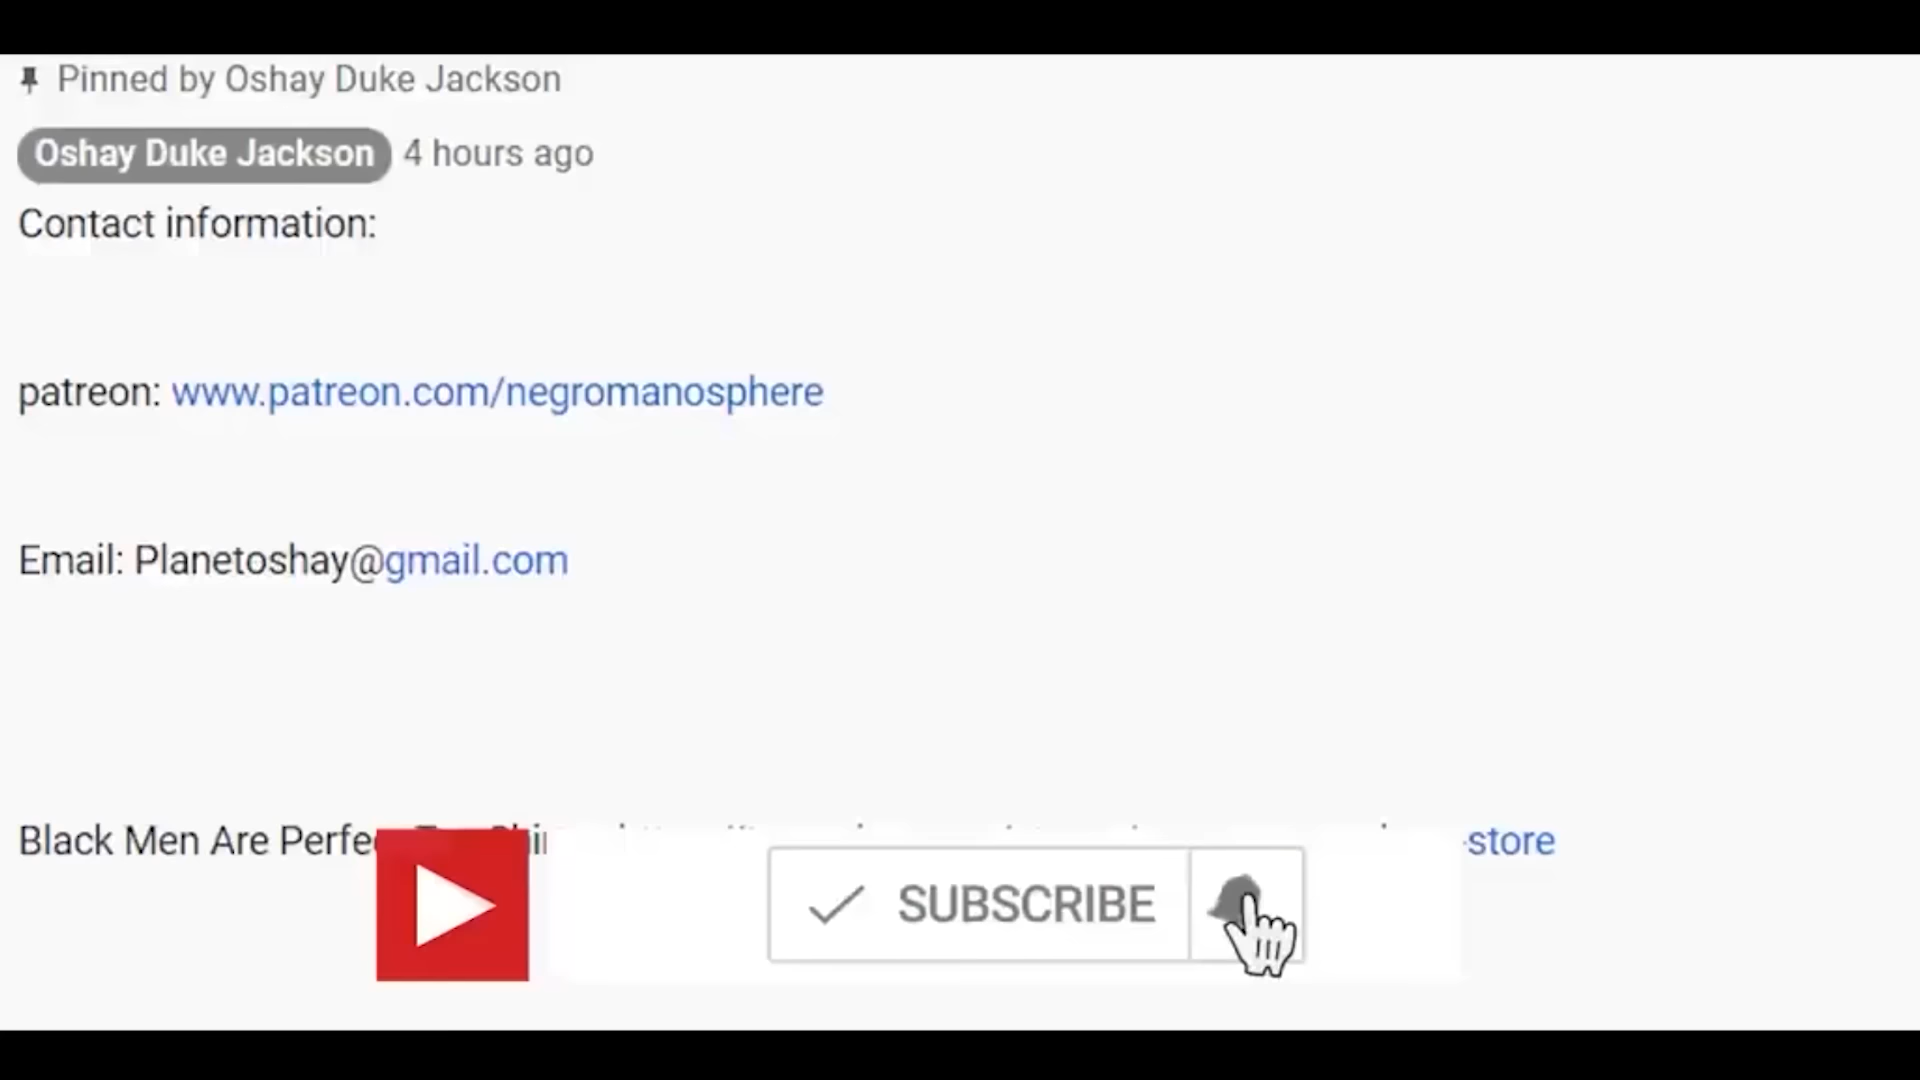 Pinned by Oshay Duke Jackson
Oshay Duke Jackson 4 hours ago
Contact information:
patreon: www.patreon.com/negromanosphere
Email: Planetoshay@gmail.com
Black Men Are -store
SUBSCRIBE